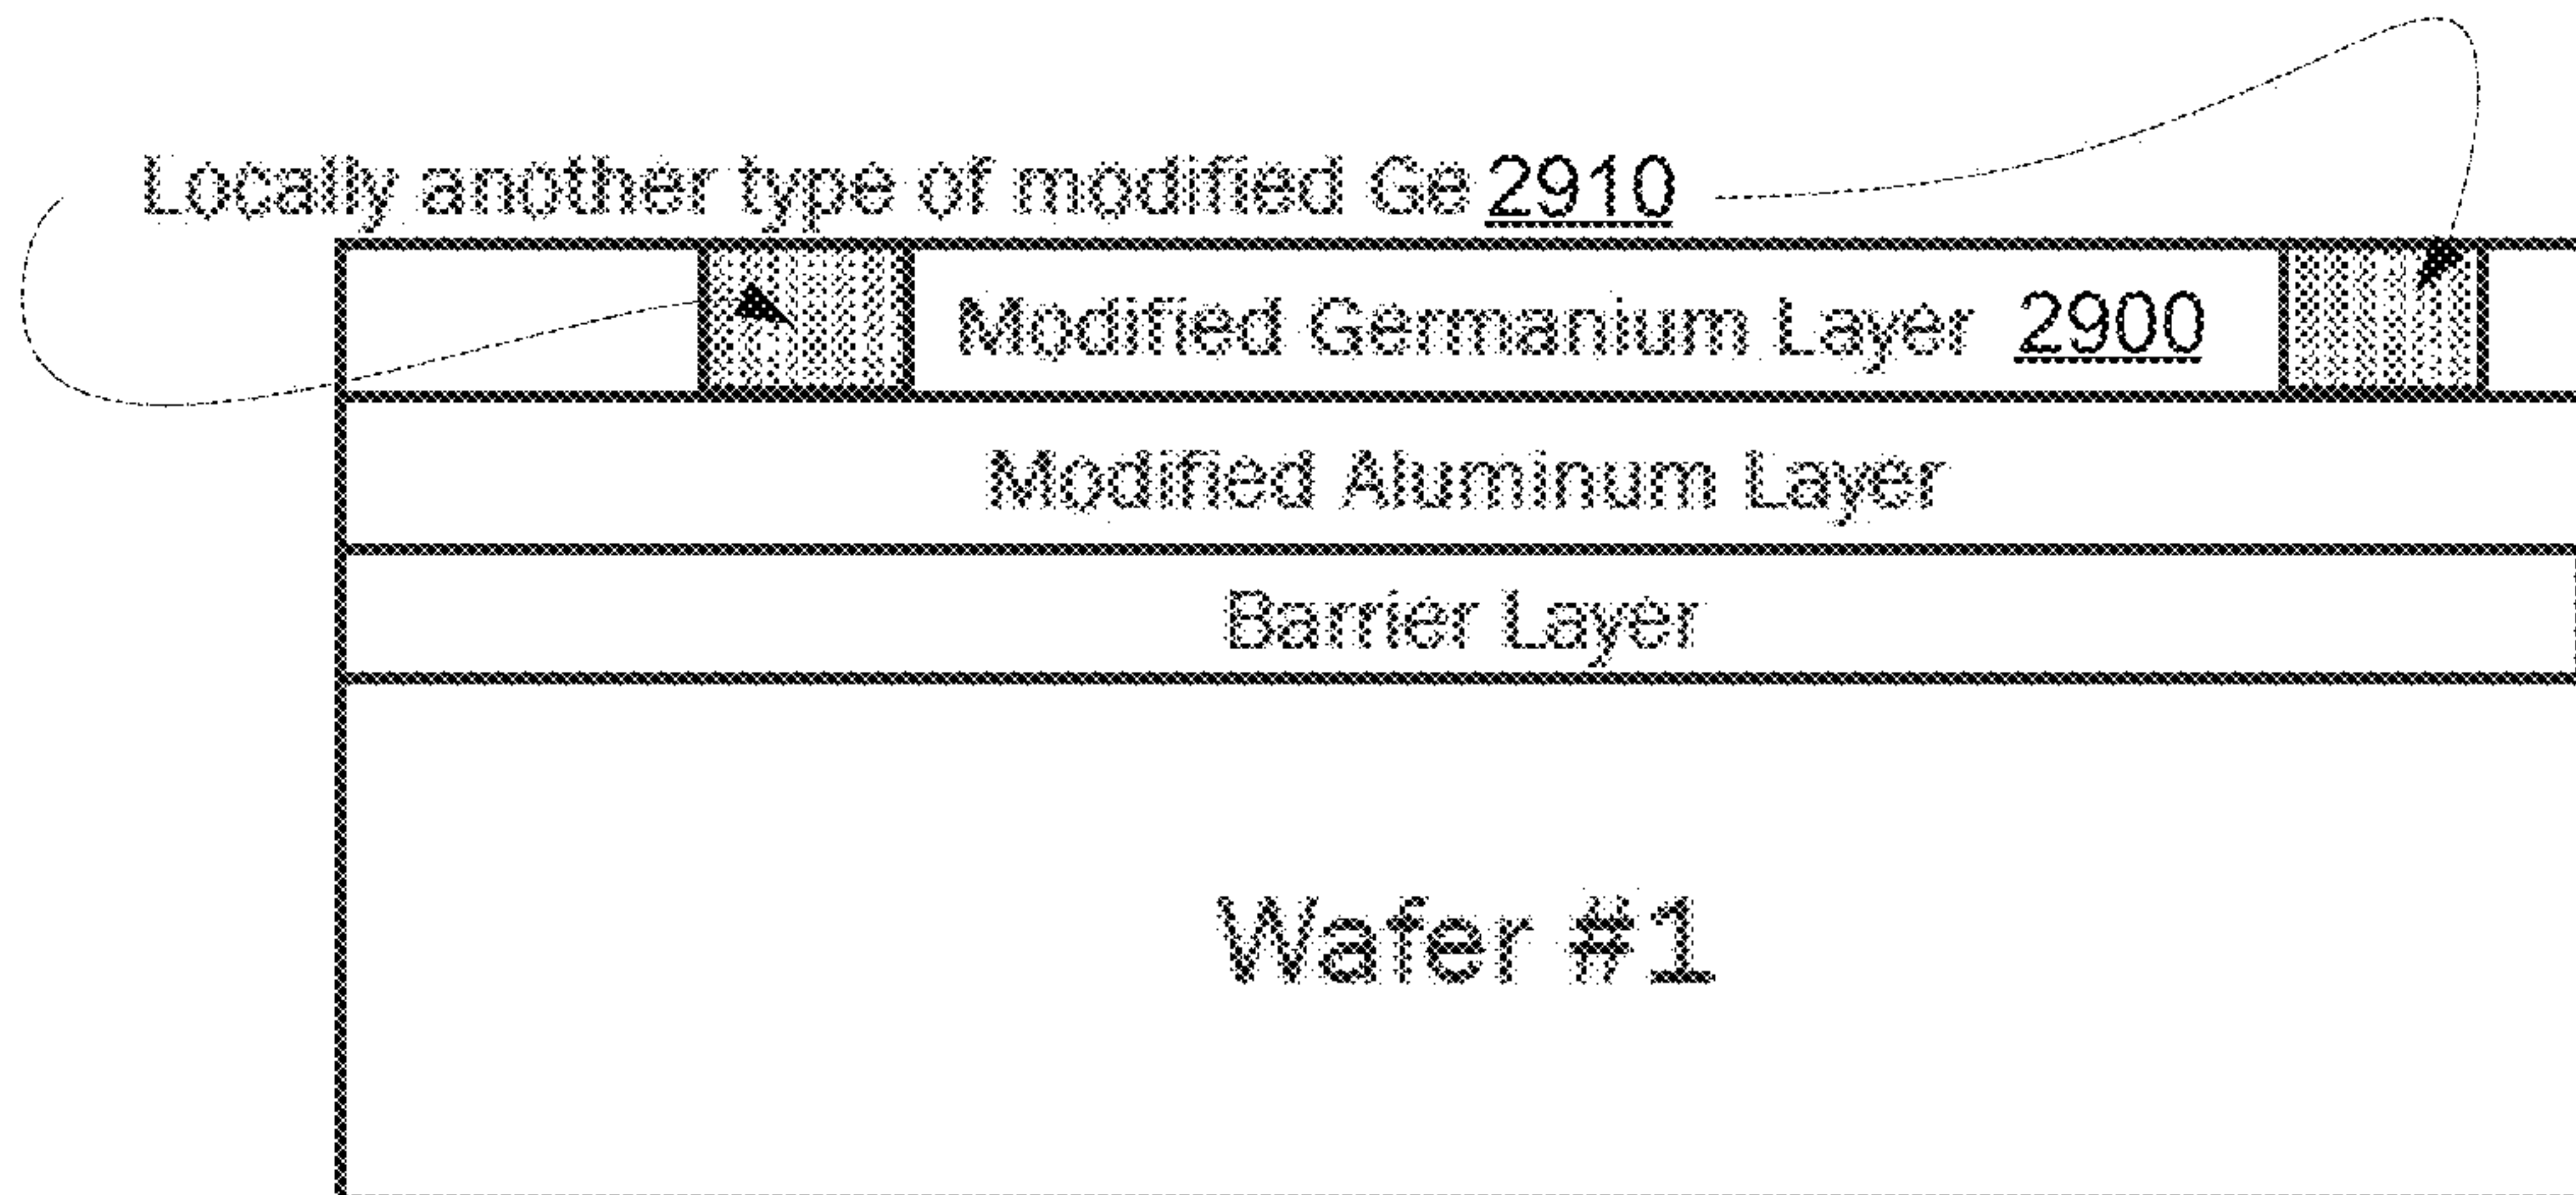 Locally another type of modified Ge 2910
Modified Germanium Layer 2900
Modified Aluminum Layer
Barrier Layer
Wafer #1